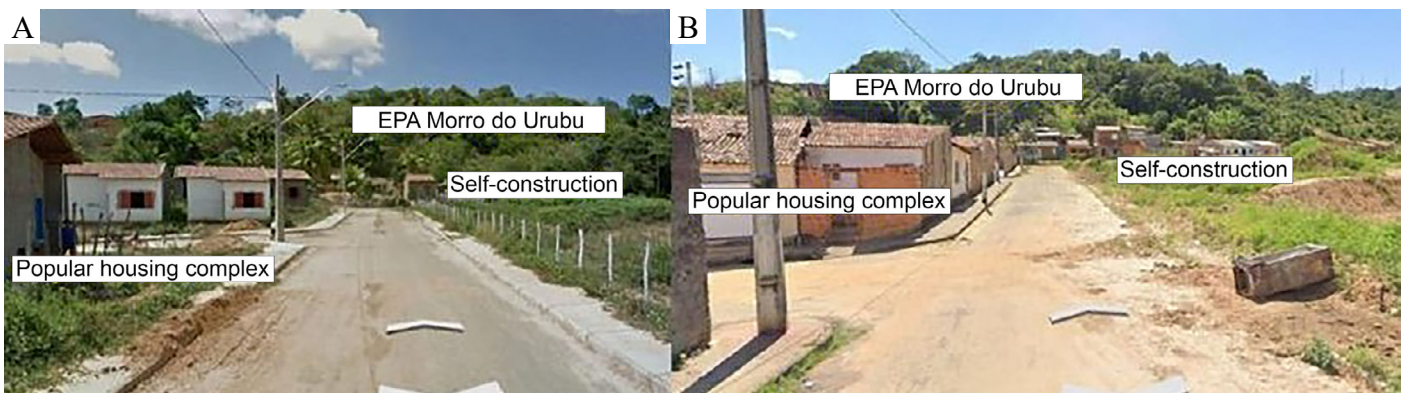 A
EPA Morro do Urubu
Self-construction
Popular housing complex
B
EPA Morro do Urubu
Self-construction
Popular housing complex